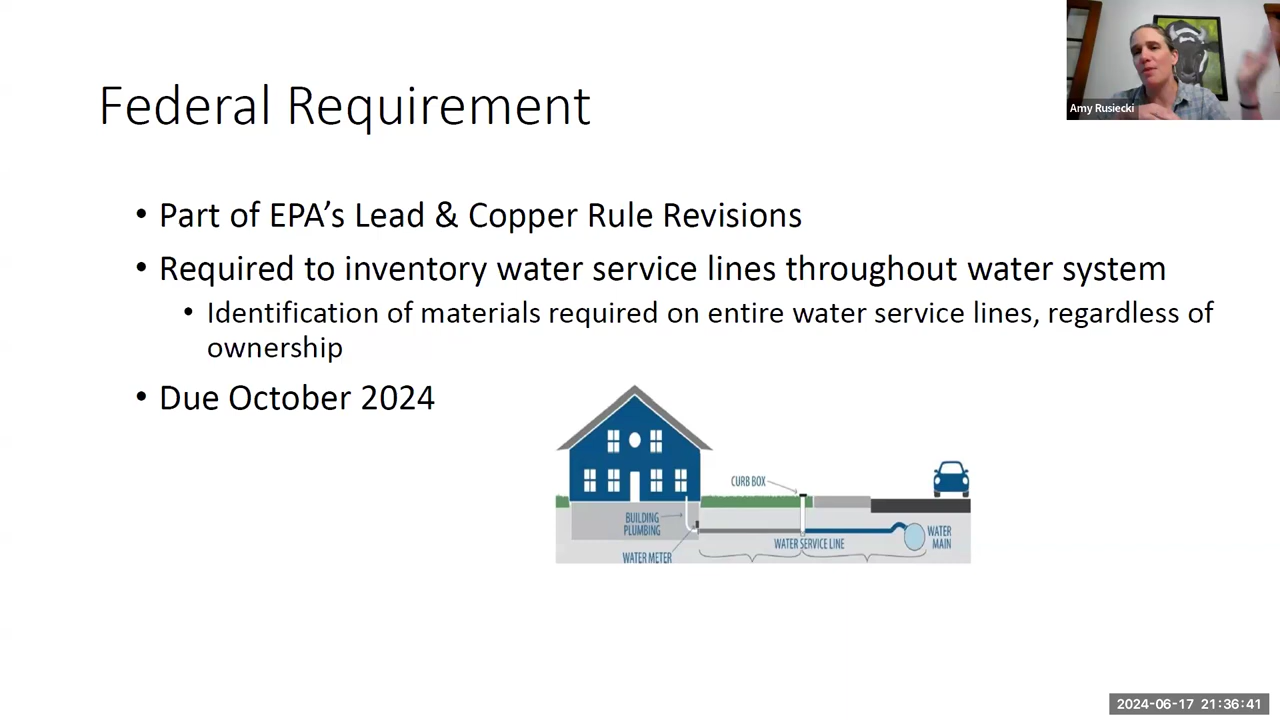 Amy Rusiecki
Federal Requirement
• Part of EPA’s Lead & Copper Rule Revisions
• Required to inventory water service lines throughout water system
• Identification of materials required on entire water service lines, regardless of
ownership
• Due October 2024
CURB BOX
BUILDING
PLUMBING
WATER METER
WATER SERVICE LINE
WATER
MAIN
2024-06-17 21:36:41